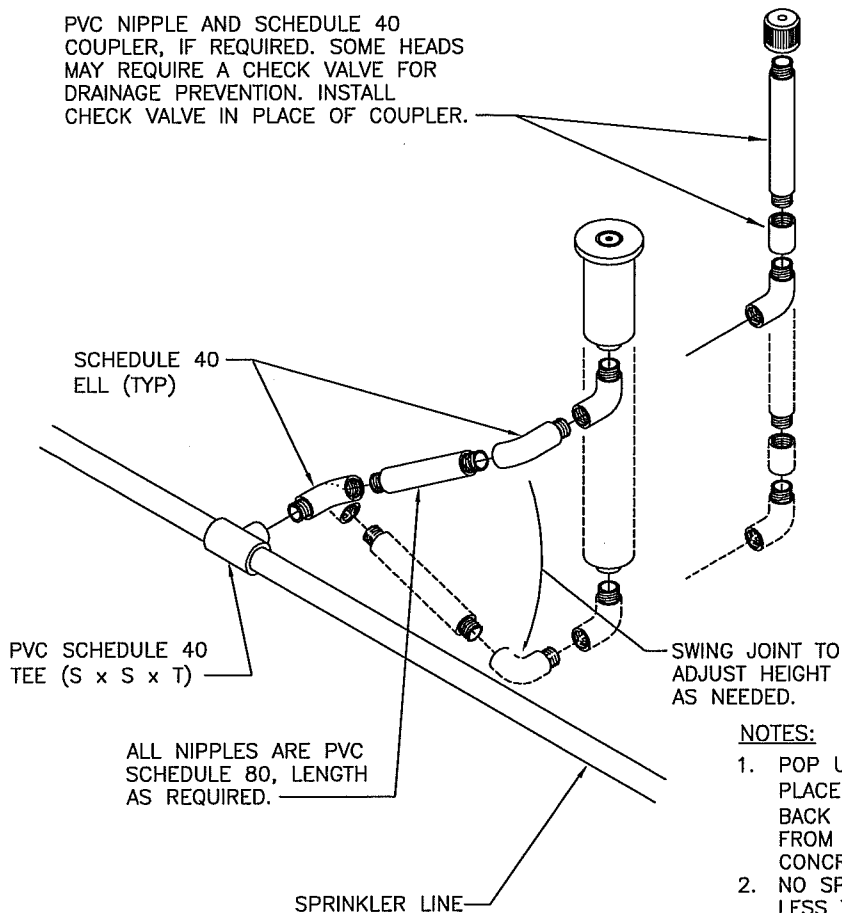 PVC NIPPLE AND SCHEDULE 40
COUPLER, IF REQUIRED. SOME HEADS
MAY REQUIRE A CHECK VALVE FOR
DRAINAGE PREVENTION. INSTALL
CHECK VALVE IN PLACE OF COUPLER.
SCHEDULE 40
ELL (TYP)
PVC SCHEDULE 40
TEE (S x S x T)
SWING JOINT TO
ADJUST HEIGHT
AS NEEDED.
ALL NIPPLES ARE PVC
SCHEDULE 80, LENGTH
AS REQUIRED.
SPRINKLER LINE
NOTES:
1. POP U
PLACE
BACK
FROM
CONCR
2. NO SP
LESS